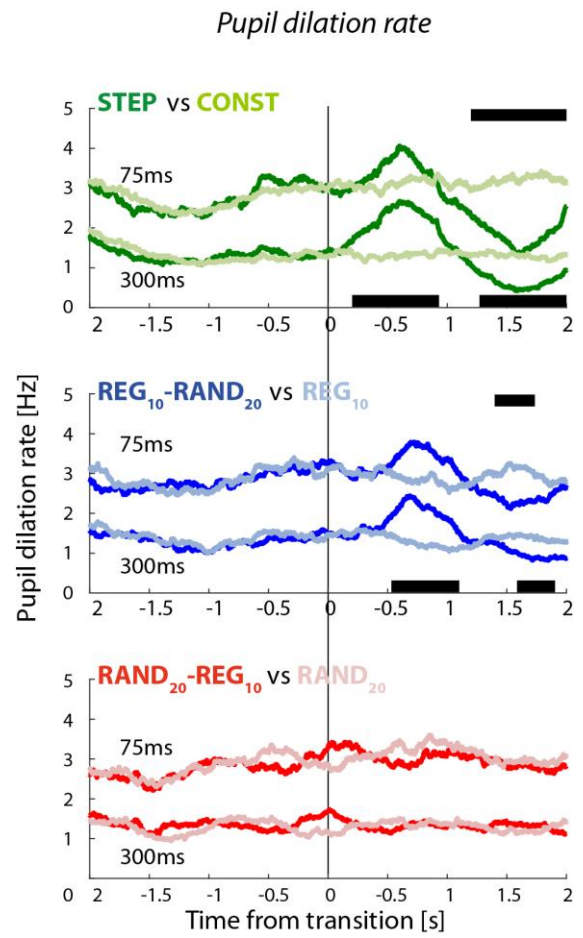 Pupil dilation rate
STEP vs CONST
5
4
75ms
3
2
1
300ms
0
2 -1.5 -1 -0.5 0 -0.5 1 1.5 2
Pupil dilation rate [Hz]
REG10-RAND20 vs REG10
5
4
75ms
3
2
1
300ms
0
2 -1.5 -1 -0.5 0 -0.5 1 1.5 2
RAND20-REG10 vs RAND20
5
4
75ms
3
2
1
300ms
0 2 -1.5 -1 -0.5 0 -0.5 1 1.5 2
Time from transition [s]